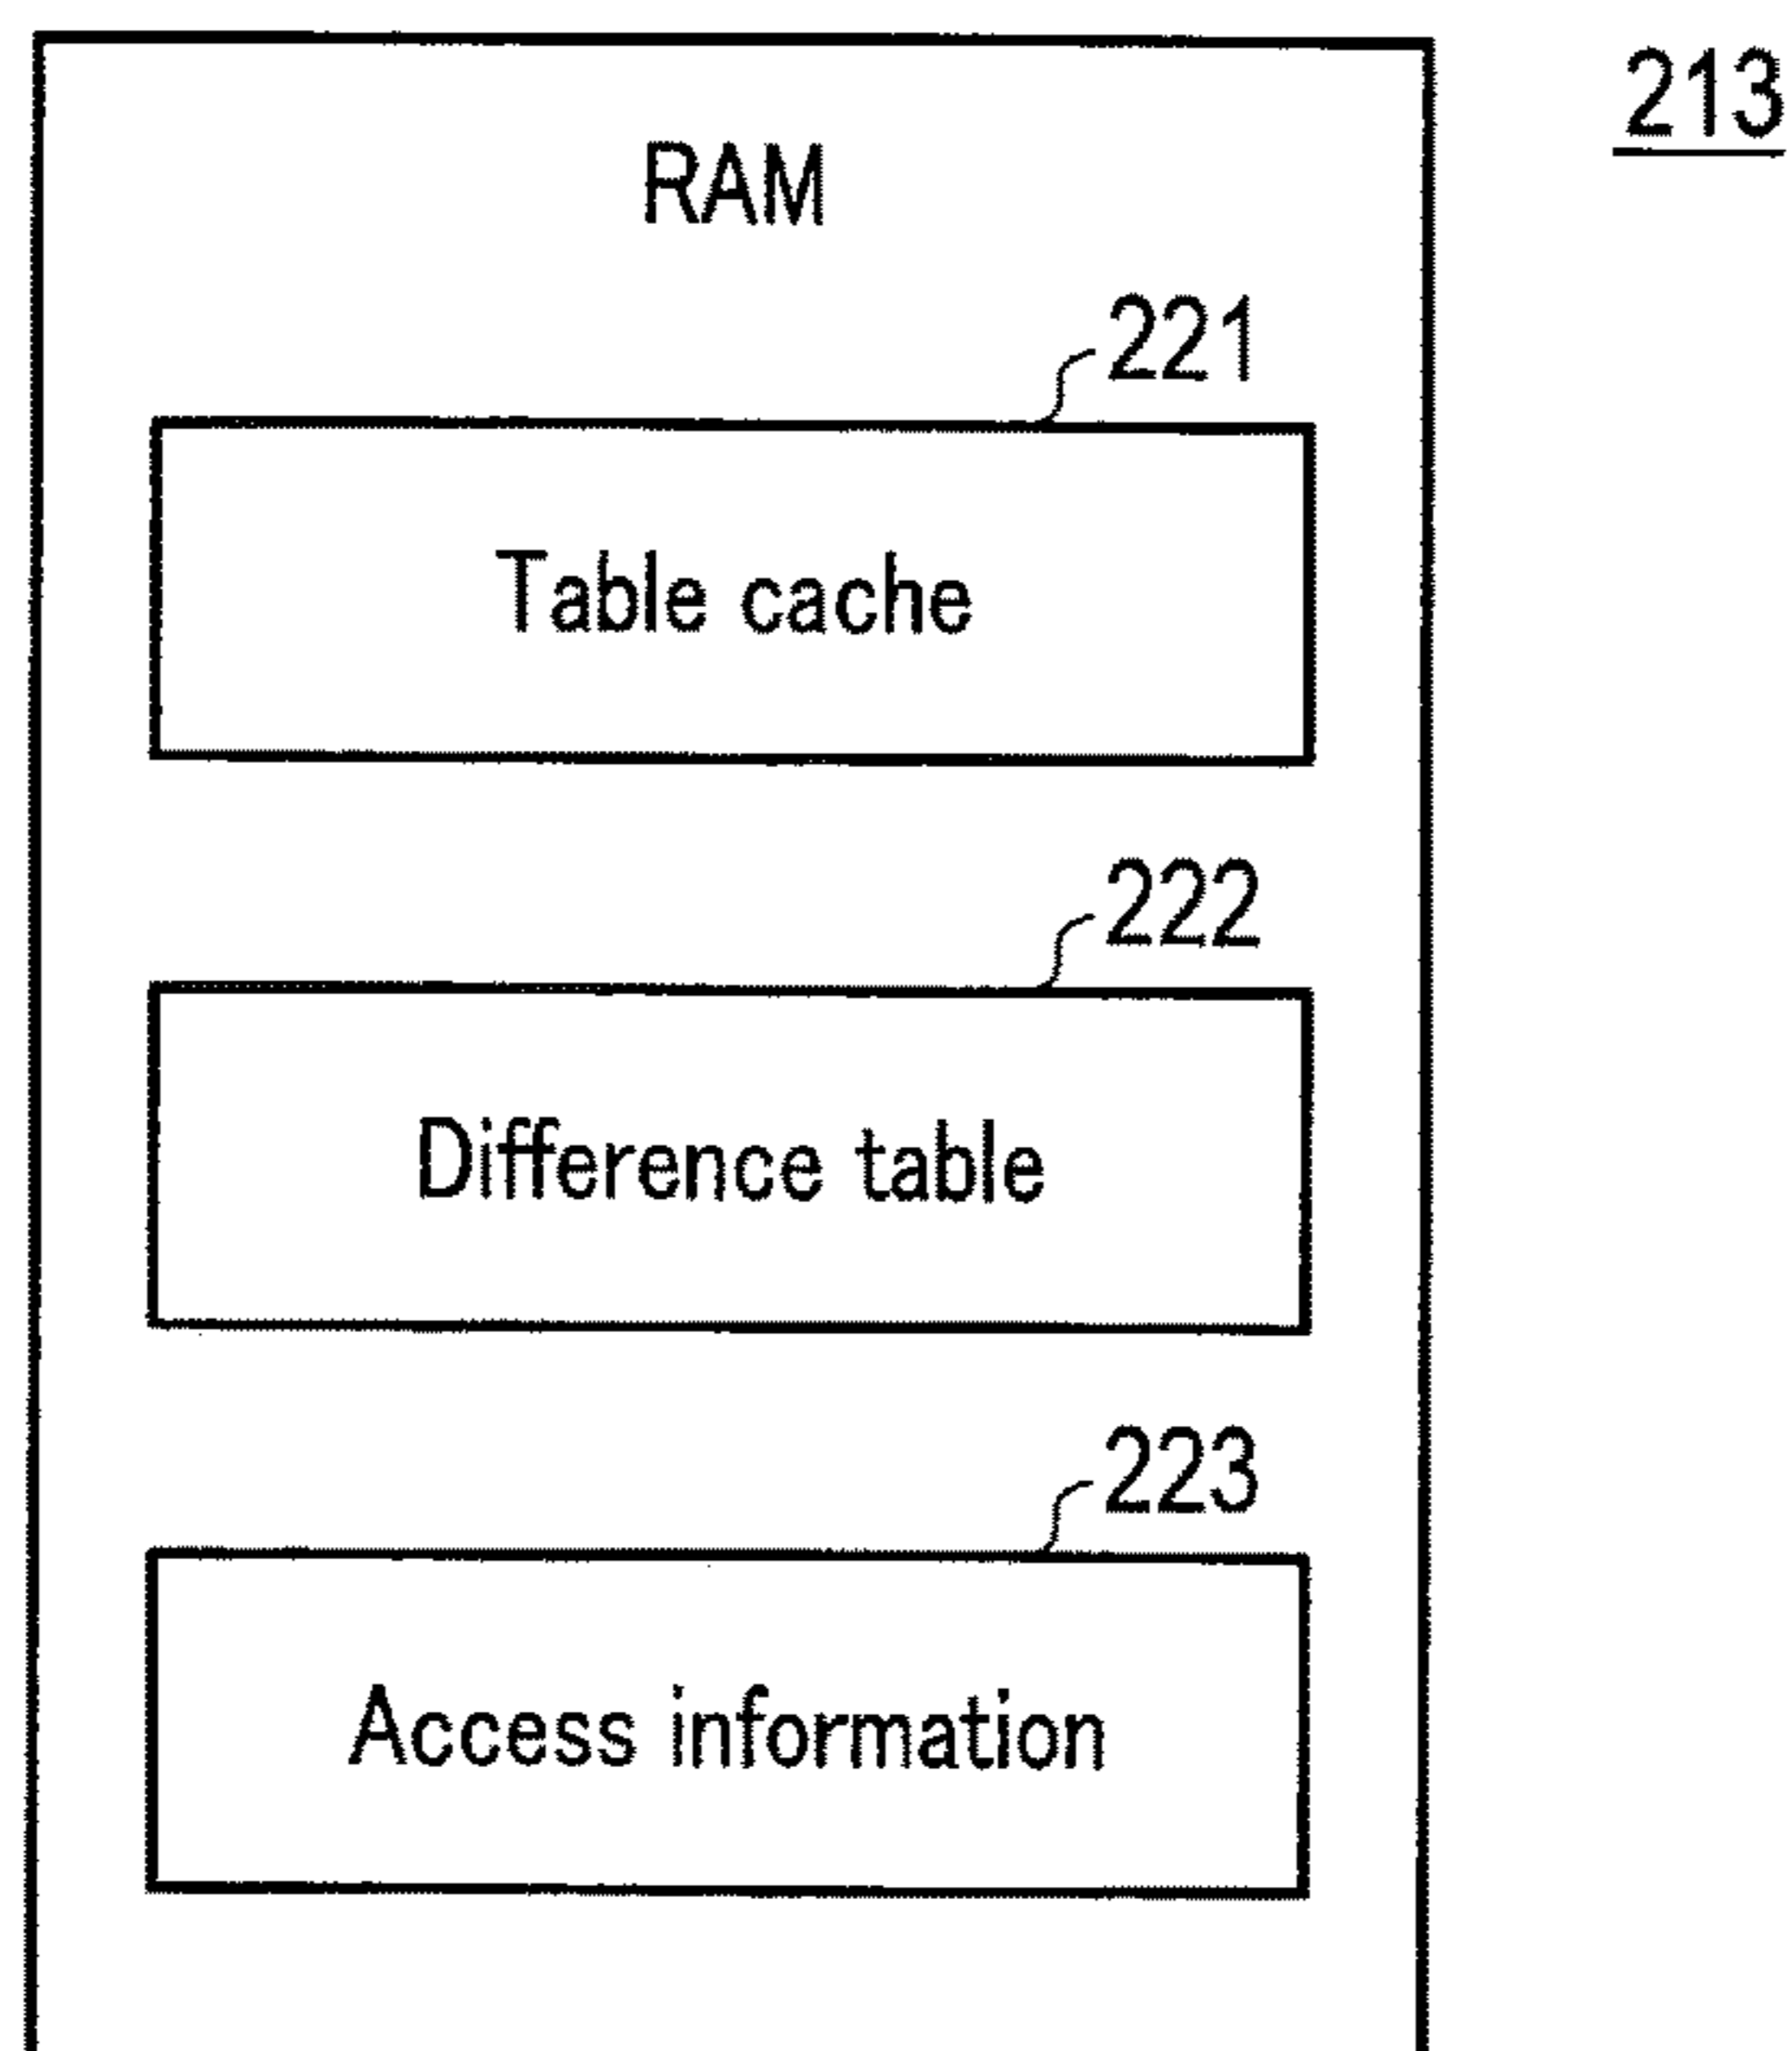 213
RAM
221
Table cache
222
Difference table
223
Access information